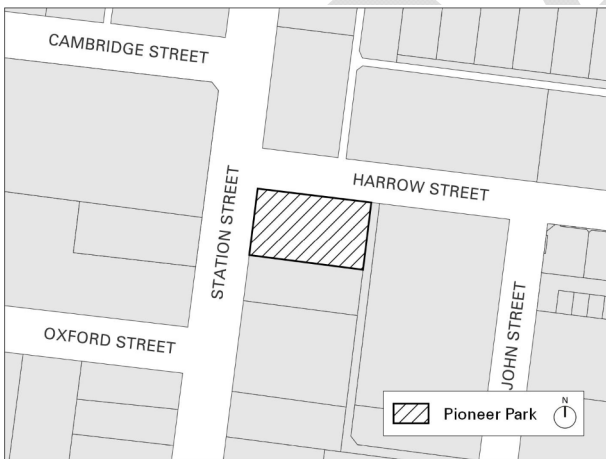 CAMBRIDGE STREET
HARROW STREET
STATION STREET
OXFORD STREET
JOHN STREET
N
Pioneer Park